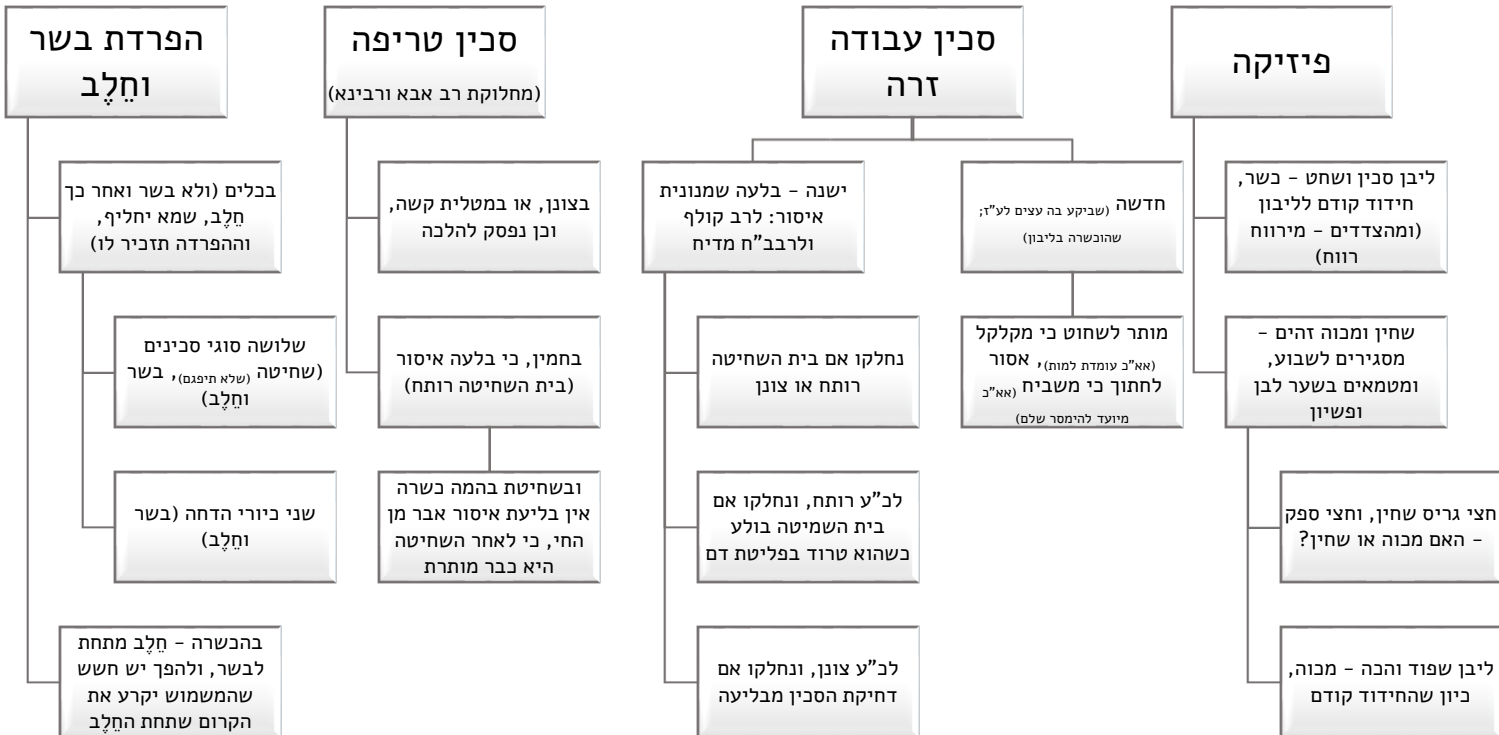 פיזיקה
ליבן סכין ושחט – כשר,
חידוד קודם לליבון
(ומהצדדים – מירווח
רווח)
שחין ומכוה זהים –
מסגירים לשבוע,
ומטמאים בשער לבן
ופשיון
חצי גריס שחין, וחצי ספק
– האם מכוה או שחין?
ליבן שפוד והכה – מכוה,
כיון שהחידוד קודם
סכין עבודה
זרה
חדשה (שביקע בה עצים לע"ז;
שהוכשרה בליבון)
מותר לשחוט כי מקלקל
(אא"כ עומדת למות), אסור
לחתוך כי משביח (אא"כ
מיועד להימסר שלם)
ישנה – בלעה שמנונית
איסור: לרב קולף
ולרבב"ח מדיח
נחלקו אם בית השחיטה
רותח או צונן
לכ"ע רותח, ונחלקו אם
בית השמיטה בולע
כשהוא טרוד בפליטת דם
לכ"ע צונן, ונחלקו אם
דחיקת הסכין מבליעה
סכין טריפה
(מחלוקת רב אבא ורבינא)
בצונן, או במטלית קשה,
וכן נפסק להלכה
בחמין, כי בלעה איסור
(בית השחיטה רותח)
ובשחיטת בהמה כשרה
אין בליעת איסור אבר מן
החי, כי לאחר השחיטה
היא כבר מותרת
הפרדת בשר
וחֵלֶב
בכלים (ולא בשר ואחר כך
חֵלֶב, שמא יחליף,
וההפרדה תזכיר לו)
שלושה סוגי סכינים
(שחיטה (שלא תיפגם), בשר
וחֵלֶב)
שני כיורי הדחה (בשר
וחֵלֶב)
בהכשרה – חֵלֶב מתחת
לבשר, ולהפך יש חשש
שהמשמוש יקרע את
הקרום שתחת החֵלֶב